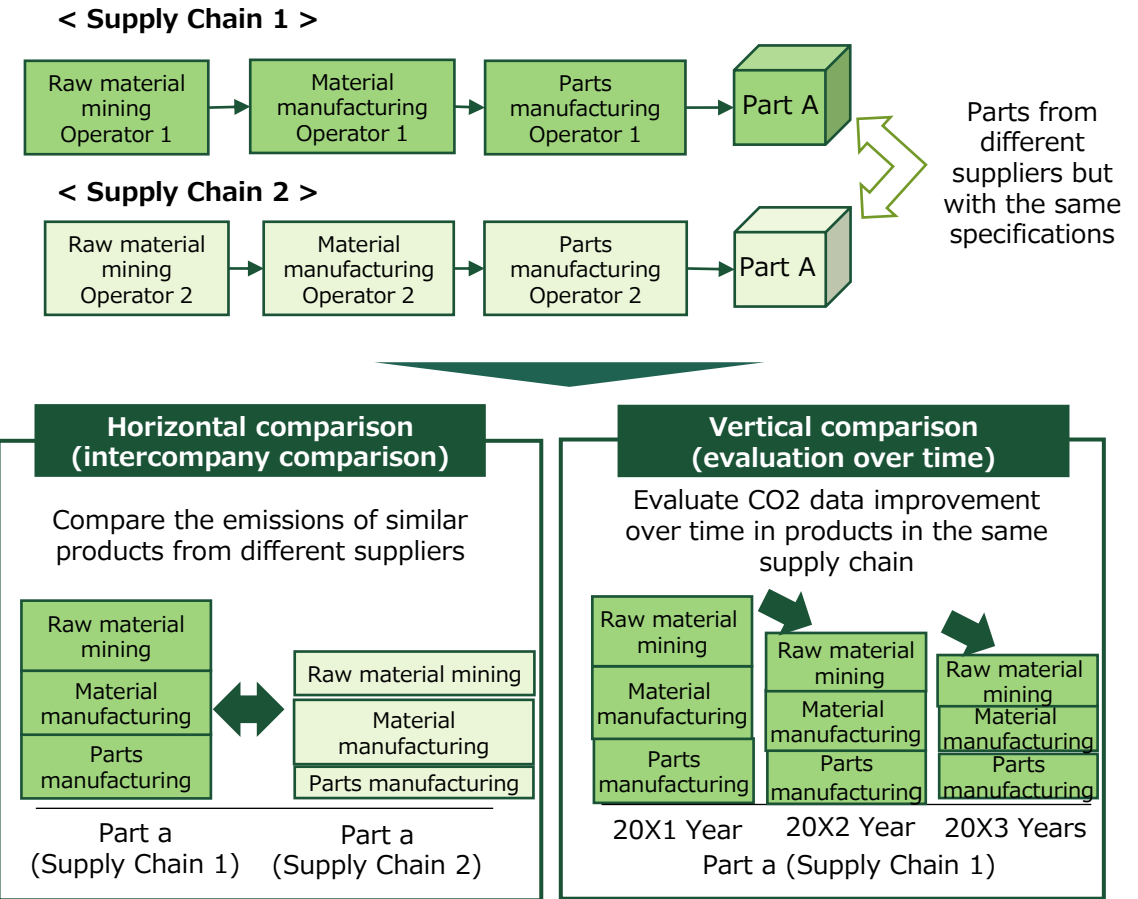 < Supply Chain 1 >
Raw material
mining
Operator 1
Material
manufacturing
Operator 1
Parts
manufacturing
Operator 1
Part A
Parts from
different
suppliers but
with the same
specifications
< Supply Chain 2 >
Raw material
mining
Operator 2
Material
manufacturing
Operator 2
Parts
manufacturing
Operator 2
Part A
Horizontal comparison
(intercompany comparison)
Compare the emissions of similar
products from different suppliers
Raw material
mining
Material
manufacturing
Parts
manufacturing
Raw material mining
Material
manufacturing
Parts manufacturing
Part a
(Supply Chain 1)
Part a
(Supply Chain 2)
Vertical comparison
(evaluation over time)
Evaluate CO2 data improvement
over time in products in the same
supply chain
Raw material
mining
Material
manufacturing
Parts
manufacturing
Raw material
mining
Material
manufacturing
Parts
manufacturing
Raw material
mining
Material
manufacturing
Parts
manufacturing
20X1 Year
20X2 Year
20X3 Years
Part a (Supply Chain 1)